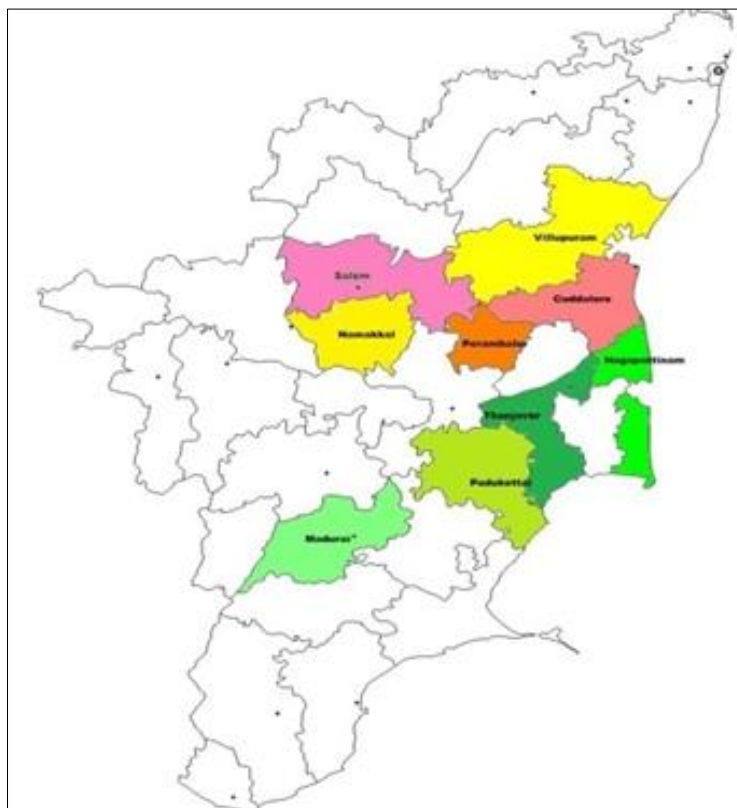 Villupuram
Salem
Cuddalore
Namakkal
Perambalur
Nagapattinam
Thanjavur
Pudukottai
Madurai*